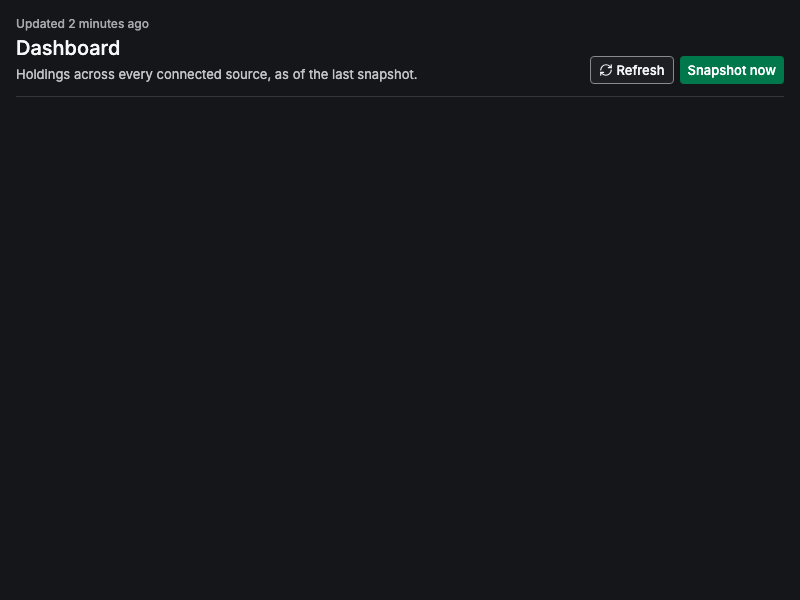 Updated 2 minutes ago
Dashboard
Holdings across every connected source, as of the last snapshot.
Refresh
Snapshot now